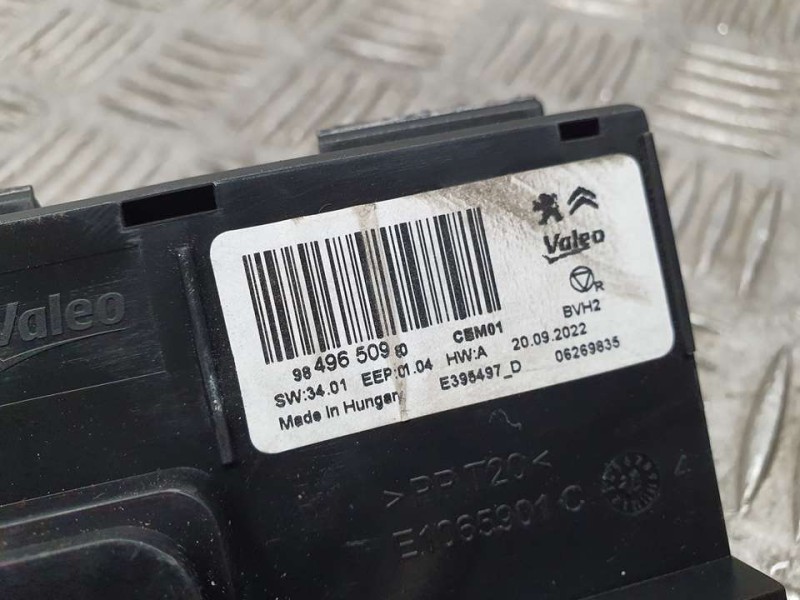 Valeo
Valeo
R
BVH2
98 496 509 80 CEM01
SW:34.01 EEP:01.04 HW:A 20.09.2022
Made in Hungary E395497_D 06269835
>PP T20<
E1065901 C